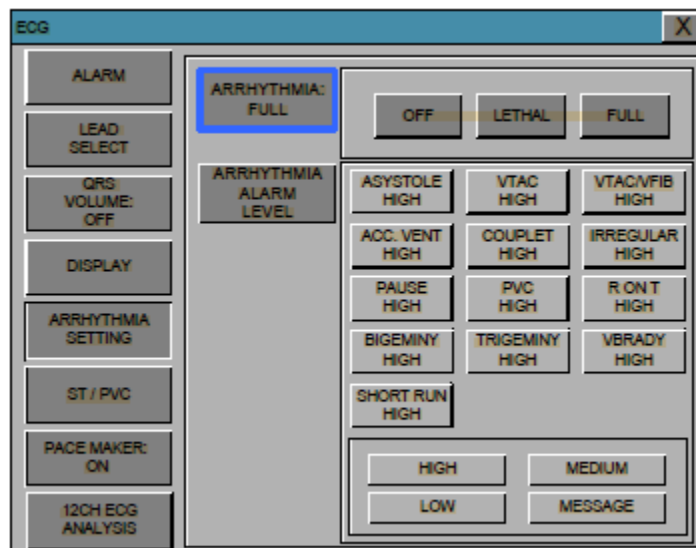 ECG
X
ALARM
LEAD
SELECT
QRS
VOLUME:
OFF
DISPLAY
ARRHYTHMIA
SETTING
ST / PVC
PACE MAKER:
ON
12CH ECG
ANALYSIS
ARRHYTHMIA:
FULL
OFF
LETHAL
FULL
ARRHYTHMIA
ALARM
LEVEL
ASYSTOLE
HIGH
VTAC
HIGH
VTAC/VFIB
HIGH
ACC. VENT
HIGH
COUPLET
HIGH
IRREGULAR
HIGH
PAUSE
HIGH
PVC
HIGH
R ON T
HIGH
BIGEMINY
HIGH
TRIGEMINY
HIGH
VBRADY
HIGH
SHORT RUN
HIGH
HIGH
MEDIUM
LOW
MESSAGE